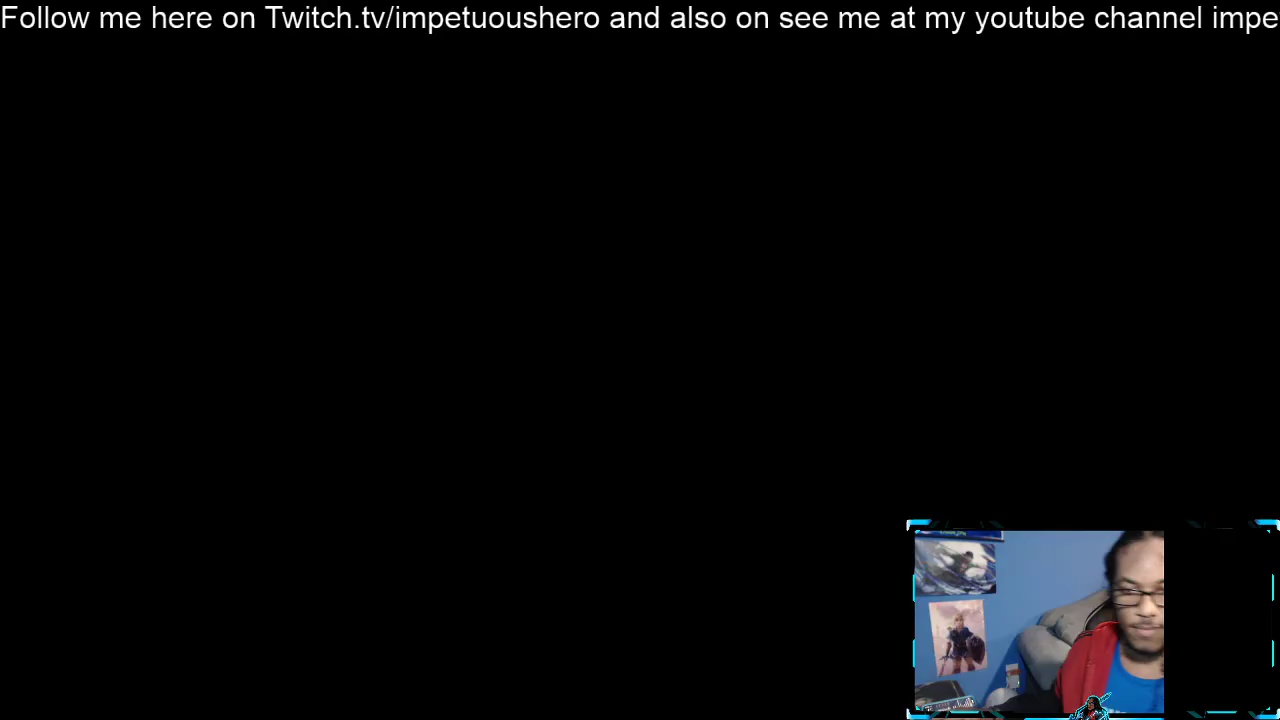 Follow me here on Twitch.tv/impetuoushero and also on see me at my youtube channel impe